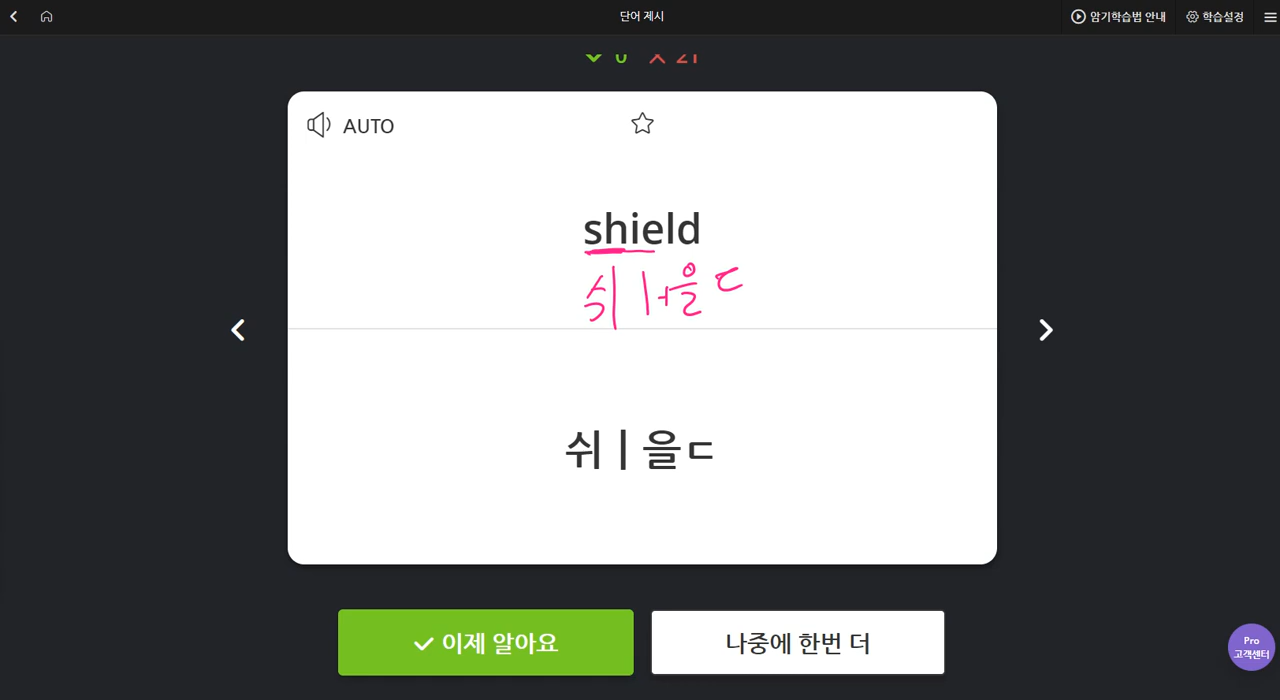 단어 제시
암기학습법 안내
학습설정
AUTO
shield
쉬ㅣ+을ㄷ
쉬ㅣ을ㄷ
이제 알아요
나중에 한번 더
Pro
고객센터